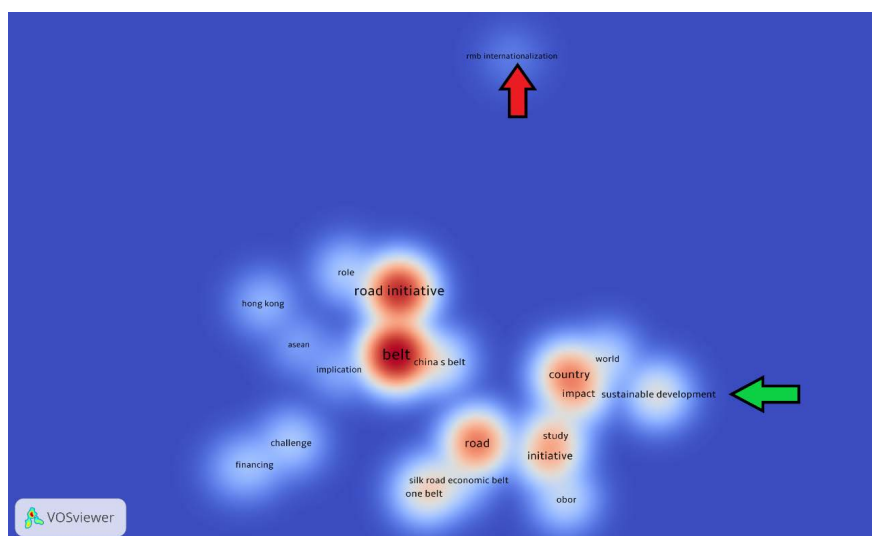 rmb internationalization
role
road initiative
hong kong
asean
belt
china s belt
implication
world
country
impact
sustainable development
study
road
challenge
initiative
financing
silk road economic belt
one belt
obor
VOSviewer